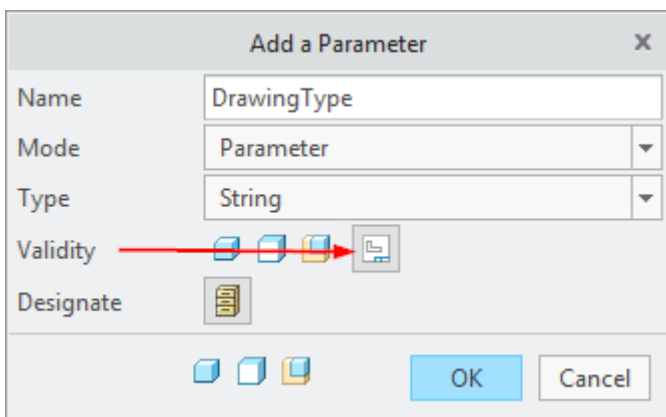 Add a Parameter
Name DrawingType
Mode Parameter
Type String
Validity
Designate
OK Cancel